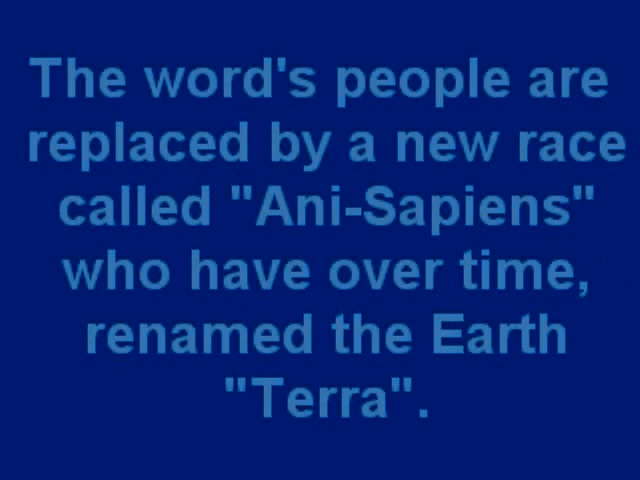 The word's people are
replaced by a new race
called "Ani-Sapiens"
who have over time,
renamed the Earth
"Terra".